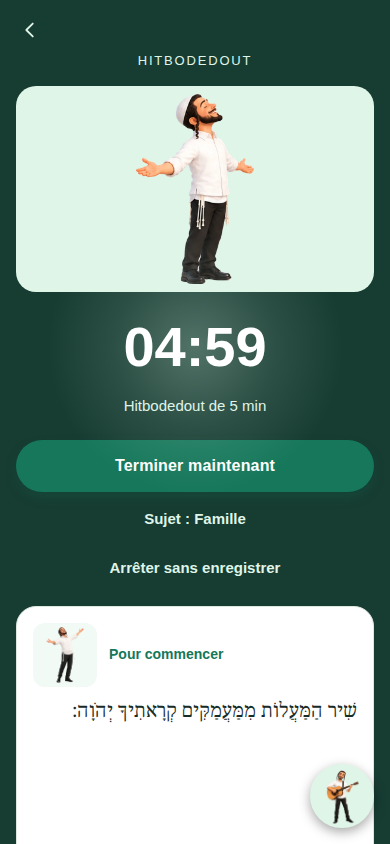 HITBODEDOUT
04:59
Hitbodedout de 5 min
Terminer maintenant
Sujet : Famille
Arrêter sans enregistrer
Pour commencer
שִׁיר הַמַּעֲלוֹת מִמַּעֲמַקִּים קְרָאתִיךָ יְהֹוָה: